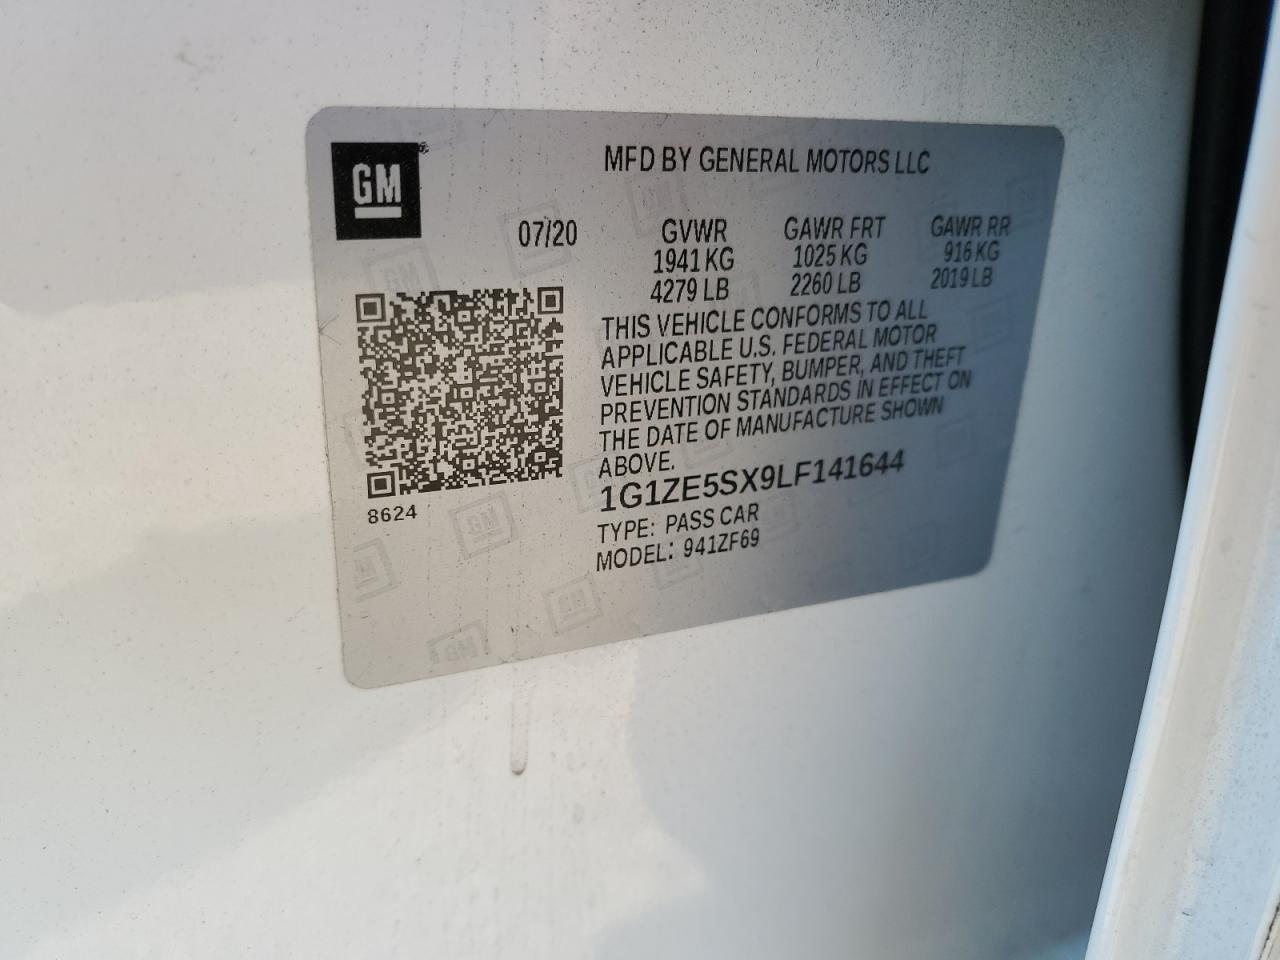 GM
MFD BY GENERAL MOTORS LLC
07/20
GVWR GAWR FRT GAWR RR
1941 KG 1025 KG 916 KG
4279 LB 2260 LB 2019 LB
THIS VEHICLE CONFORMS TO ALL
APPLICABLE U.S. FEDERAL MOTOR
VEHICLE SAFETY, BUMPER, AND THEFT
PREVENTION STANDARDS IN EFFECT ON
THE DATE OF MANUFACTURE SHOWN
ABOVE.
1G1ZE5SX9LF141644
TYPE: PASS CAR
MODEL: 941ZF69
8624